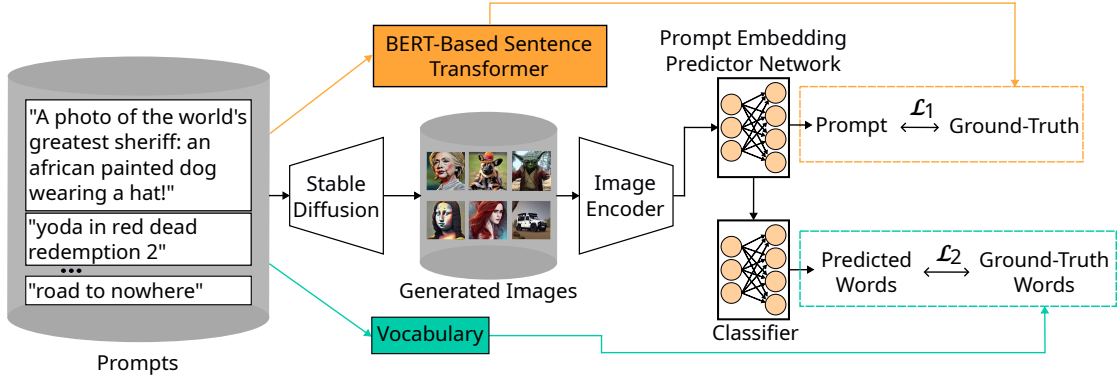 BERT-Based Sentence
Transformer
Prompt Embedding
Predictor Network
"A photo of the world's
greatest sheriff: an
african painted dog
wearing a hat!"
"yoda in red dead
redemption 2"
...
"road to nowhere"
Prompts
Stable
Diffusion
Generated Images
Image
Encoder
Prompt
ℒ1
Ground-Truth
Classifier
Predicted
Words
ℒ2
Ground-Truth
Words
Vocabulary